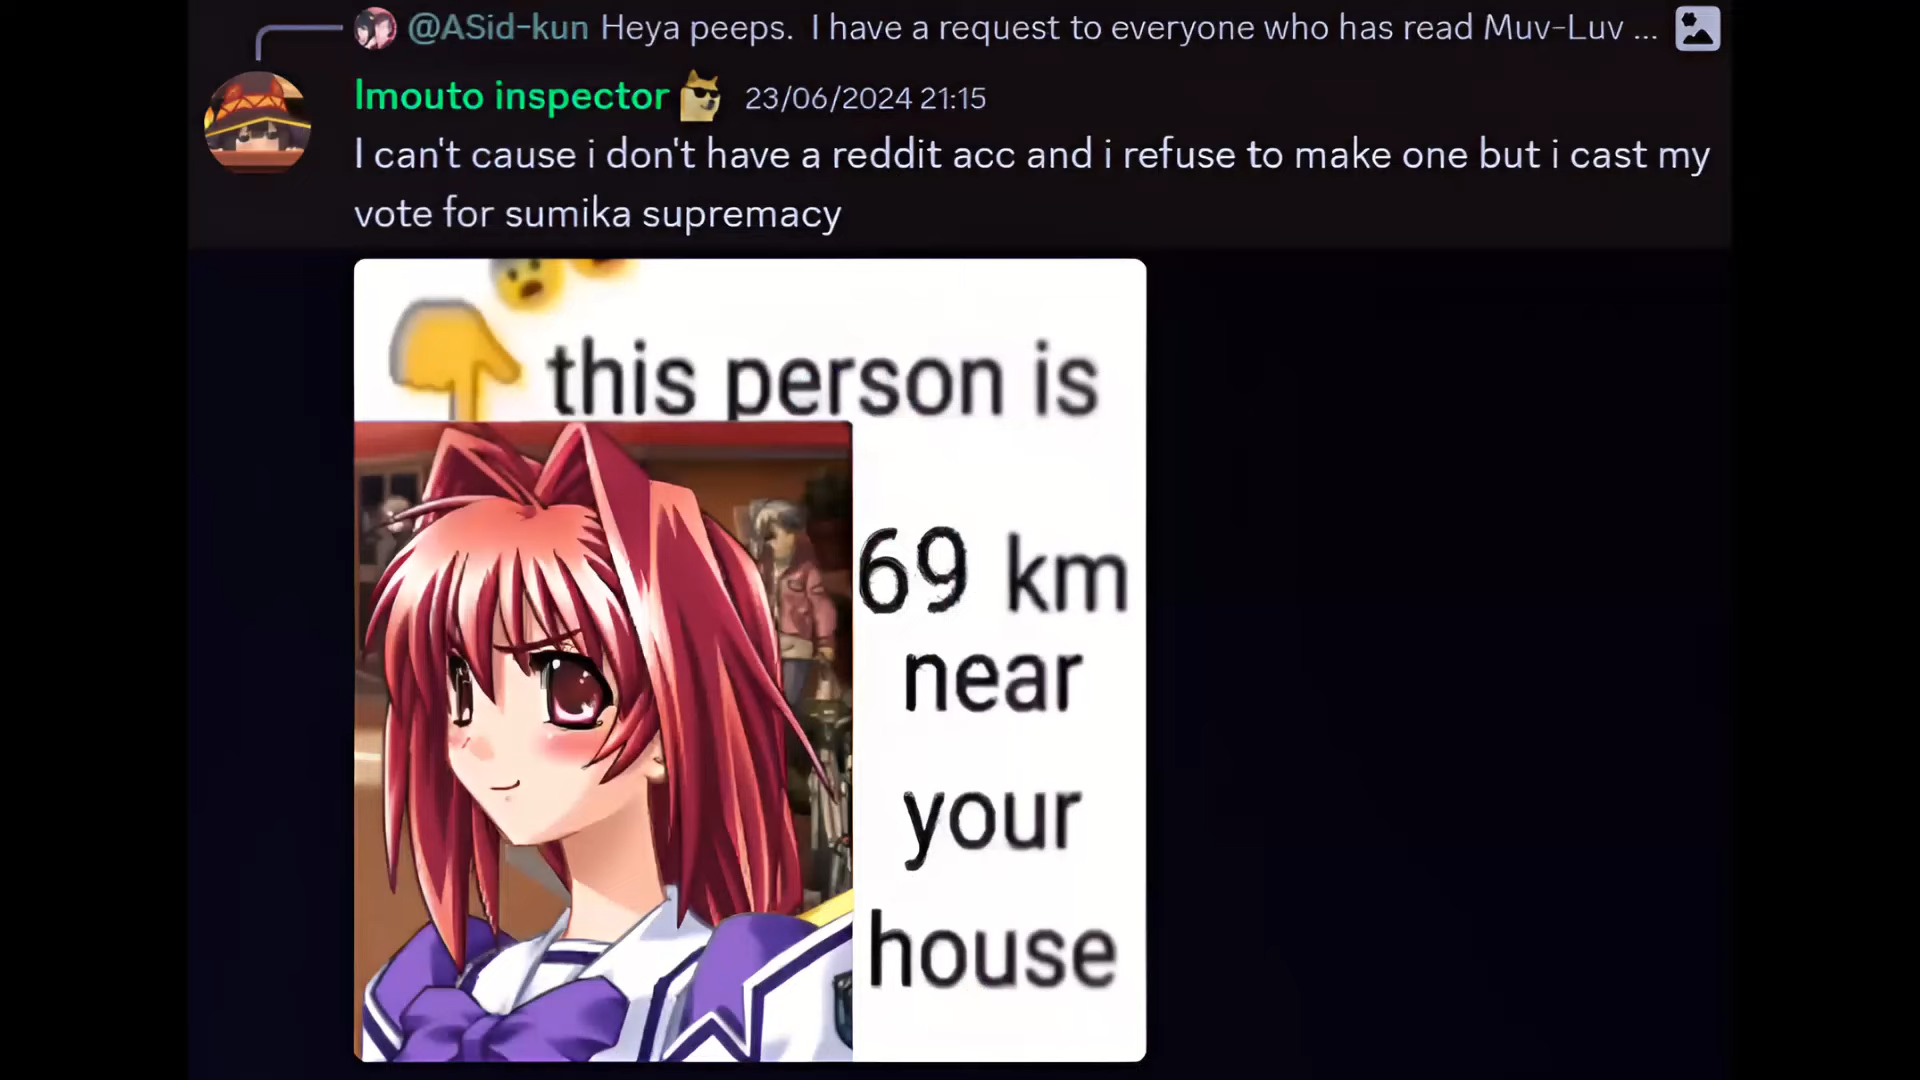 @ASid-kun Heya peeps. I have a request to everyone who has read Muv-Luv ...
Imouto inspector 23/06/2024 21:15
I can't cause i don't have a reddit acc and i refuse to make one but i cast my
vote for sumika supremacy
this person is
69 km
near
your
house